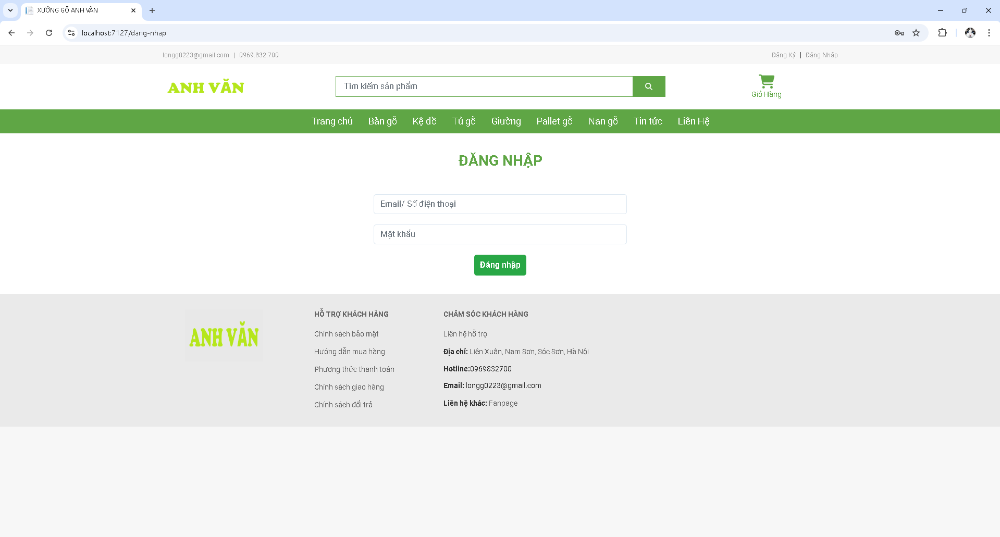 XƯỞNG GỖ ANH VĂN
localhost:7127/dang-nhap
longg0223@gmail.com | 0969.832.700
Đăng Ký | Đăng Nhập
ANH VĂN
Tìm kiếm sản phẩm
Giỏ Hàng
Trang chủ Bàn gỗ Kệ đồ Tủ gỗ Giường Pallet gỗ Nan gỗ Tin tức Liên Hệ
ĐĂNG NHẬP
Email/ Số điện thoại
Mật khẩu
Đăng nhập
ANH VĂN
HỖ TRỢ KHÁCH HÀNG
Chính sách bảo mật
Hướng dẫn mua hàng
Phương thức thanh toán
Chính sách giao hàng
Chính sách đổi trả
CHĂM SÓC KHÁCH HÀNG
Liên hệ hỗ trợ
Địa chỉ: Liên Xuân, Nam Sơn, Sóc Sơn, Hà Nội
Hotline:0969832700
Email: longg0223@gmail.com
Liên hệ khác: Fanpage